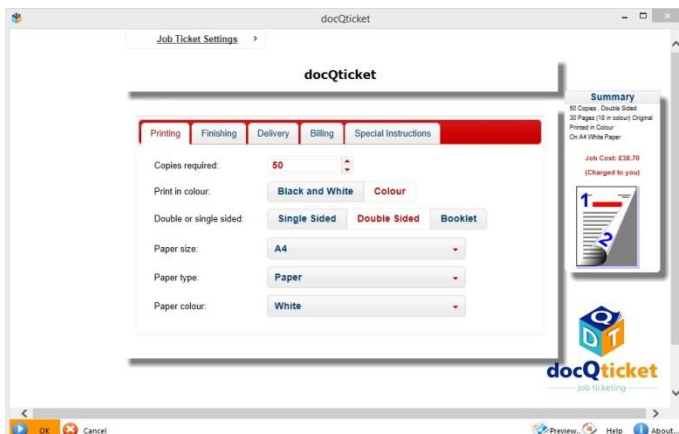 docQticket
Job Ticket Settings
docQticket
Printing Finishing Delivery Billing Special Instructions
Copies required: 50
Print in colour: Black and White Colour
Double or single sided: Single Sided Double Sided Booklet
Paper size: A4
Paper type: Paper
Paper colour: White
Summary
50 Copies , Double Sided
30 Pages (18 in colour) Original
Printed in Colour
On A4 White Paper
Job Cost: £38.70
(Charged to you)
1
2
Q
D T
docQticket
job ticketing
OK Cancel Preview.. Help About...